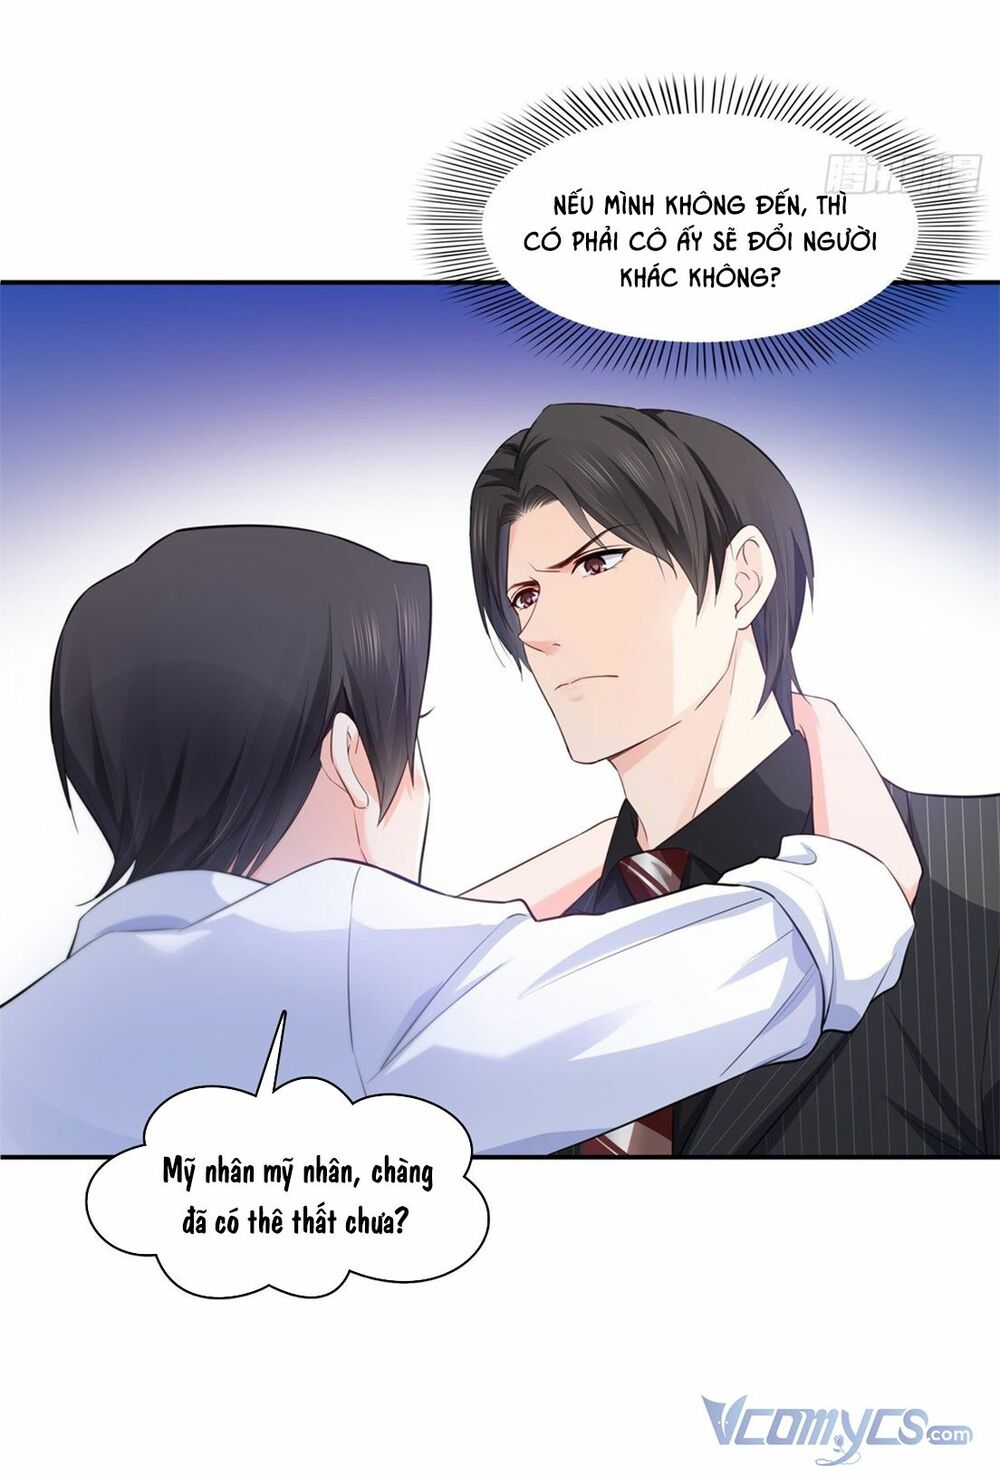 NẾU MÌNH KHÔNG ĐẾN, THÌ
CÓ PHẢI CÔ ẤY SẼ ĐỔI NGƯỜI
KHÁC KHÔNG?
Mỹ nhân mỹ nhân, chàng
đã có thê thất chưa?
VCOMYCS.com